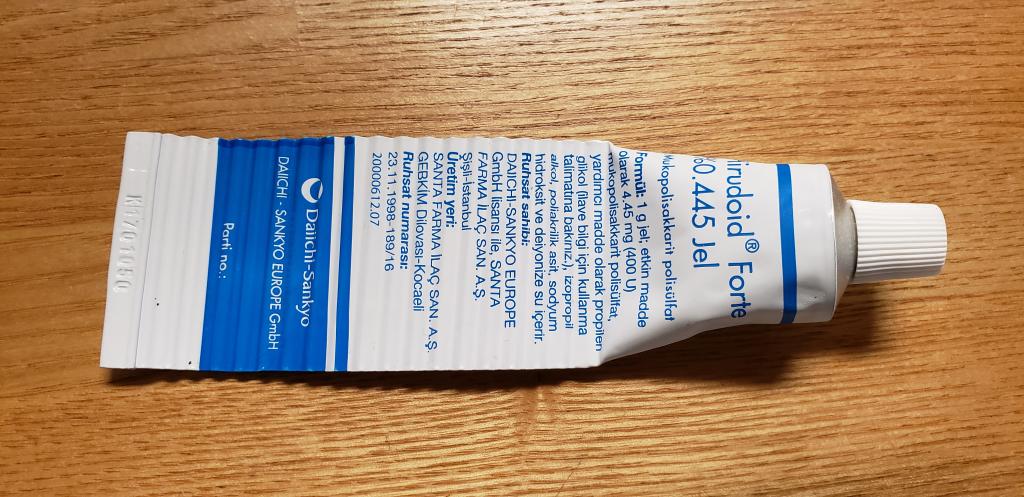 Hirudoid® Forte
%0.445 Jel
Mukopolisakkarit polisülfat
Formül: 1 g jel; etkin madde
olarak 4.45 mg (400 U)
mukopolisakkarit polisülfat,
yardımcı madde olarak propilen
glikol (ilave bilgi için kullanma
talimatına bakınız.), izopropil
alkol, poliakrilik asit, sodyum
hidroksit ve deiyonize su içerir.
Ruhsat sahibi:
DAIICHI-SANKYO EUROPE
GmbH lisansı ile, SANTA
FARMA İLAÇ SAN. A.Ş.
Şişli-İstanbul
Üretim yeri:
SANTA FARMA İLAÇ SAN. A.Ş.
GEBKİM Dilovası-Kocaeli
Ruhsat numarası:
23.11.1998-189/16
2000612.07
Daiichi-Sankyo
DAIICHI - SANKYO EUROPE GmbH
Parti no.: